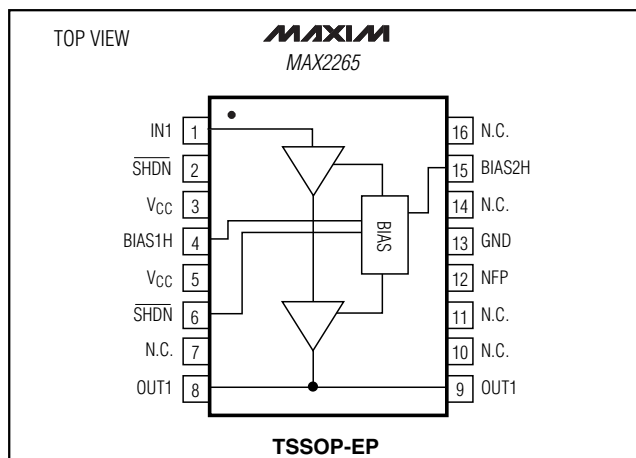 TOP VIEW
MAXIM
MAX2265
IN1 1
SHDN 2
VCC 3
BIAS1H 4
VCC 5
SHDN 6
N.C. 7
OUT1 8
BIAS
16 N.C.
15 BIAS2H
14 N.C.
13 GND
12 NFP
11 N.C.
10 N.C.
9 OUT1
TSSOP-EP